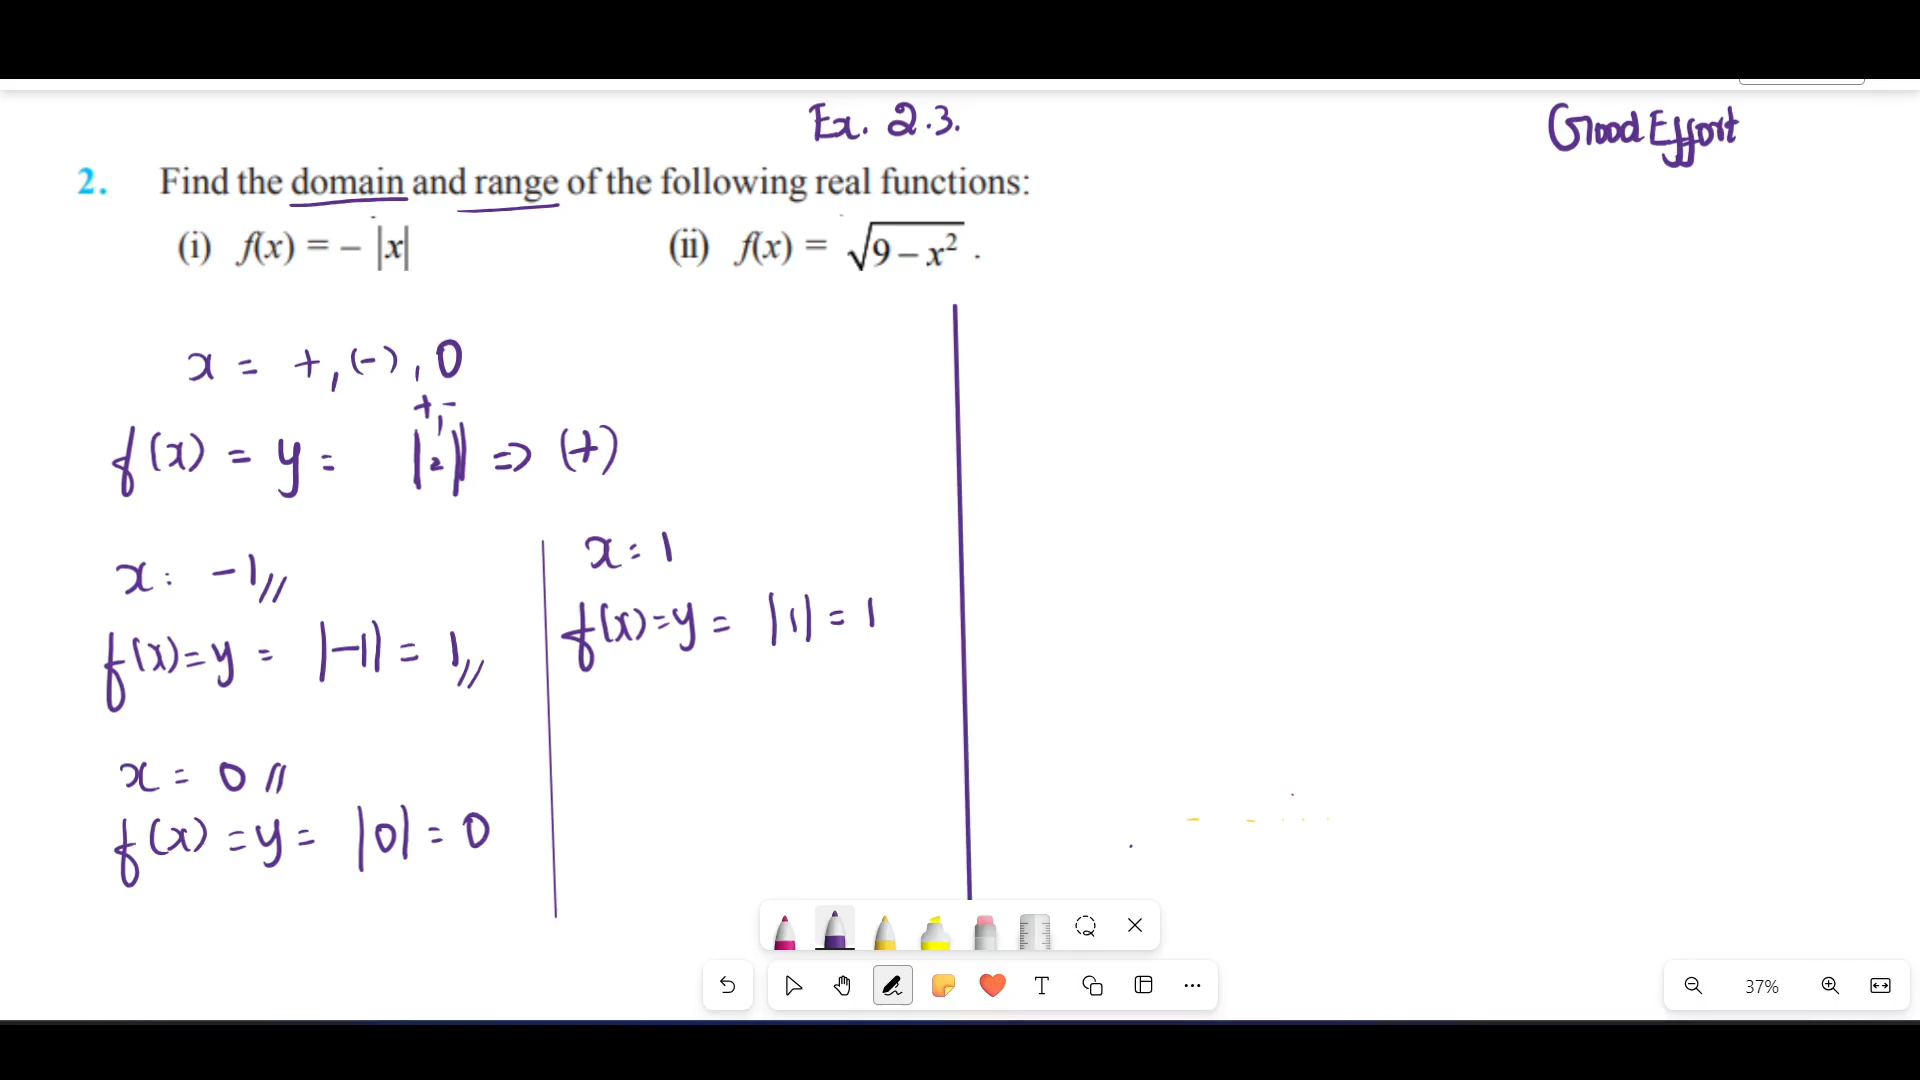 Ex. 2.3.
Good Effort
2. Find the domain and range of the following real functions:
(i) f(x) = – |x| (ii) f(x) = √9 – x² .
x = +, (-), 0
+, -
f(x) = y = |2| => (+)
x : -1//
f(x) = y = |-1| = 1//
x = 0 //
f(x) = y = |0| = 0
x = 1
f(x) = y = |1| = 1
37%